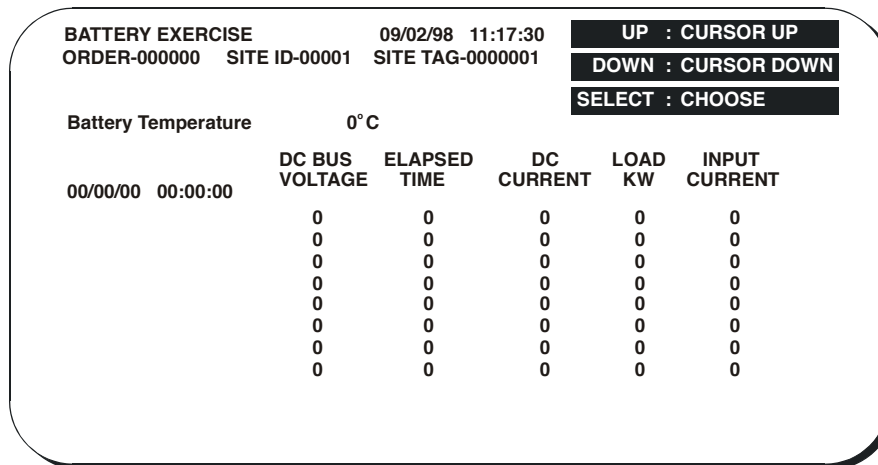 BATTERY EXERCISE 09/02/98 11:17:30 UP : CURSOR UP
ORDER-000000 SITE ID-00001 SITE TAG-0000001 DOWN : CURSOR DOWN
SELECT : CHOOSE
Battery Temperature 0°C
DC BUS ELAPSED DC LOAD INPUT
00/00/00 00:00:00 VOLTAGE TIME CURRENT KW CURRENT
0 0 0 0 0
0 0 0 0 0
0 0 0 0 0
0 0 0 0 0
0 0 0 0 0
0 0 0 0 0
0 0 0 0 0
0 0 0 0 0